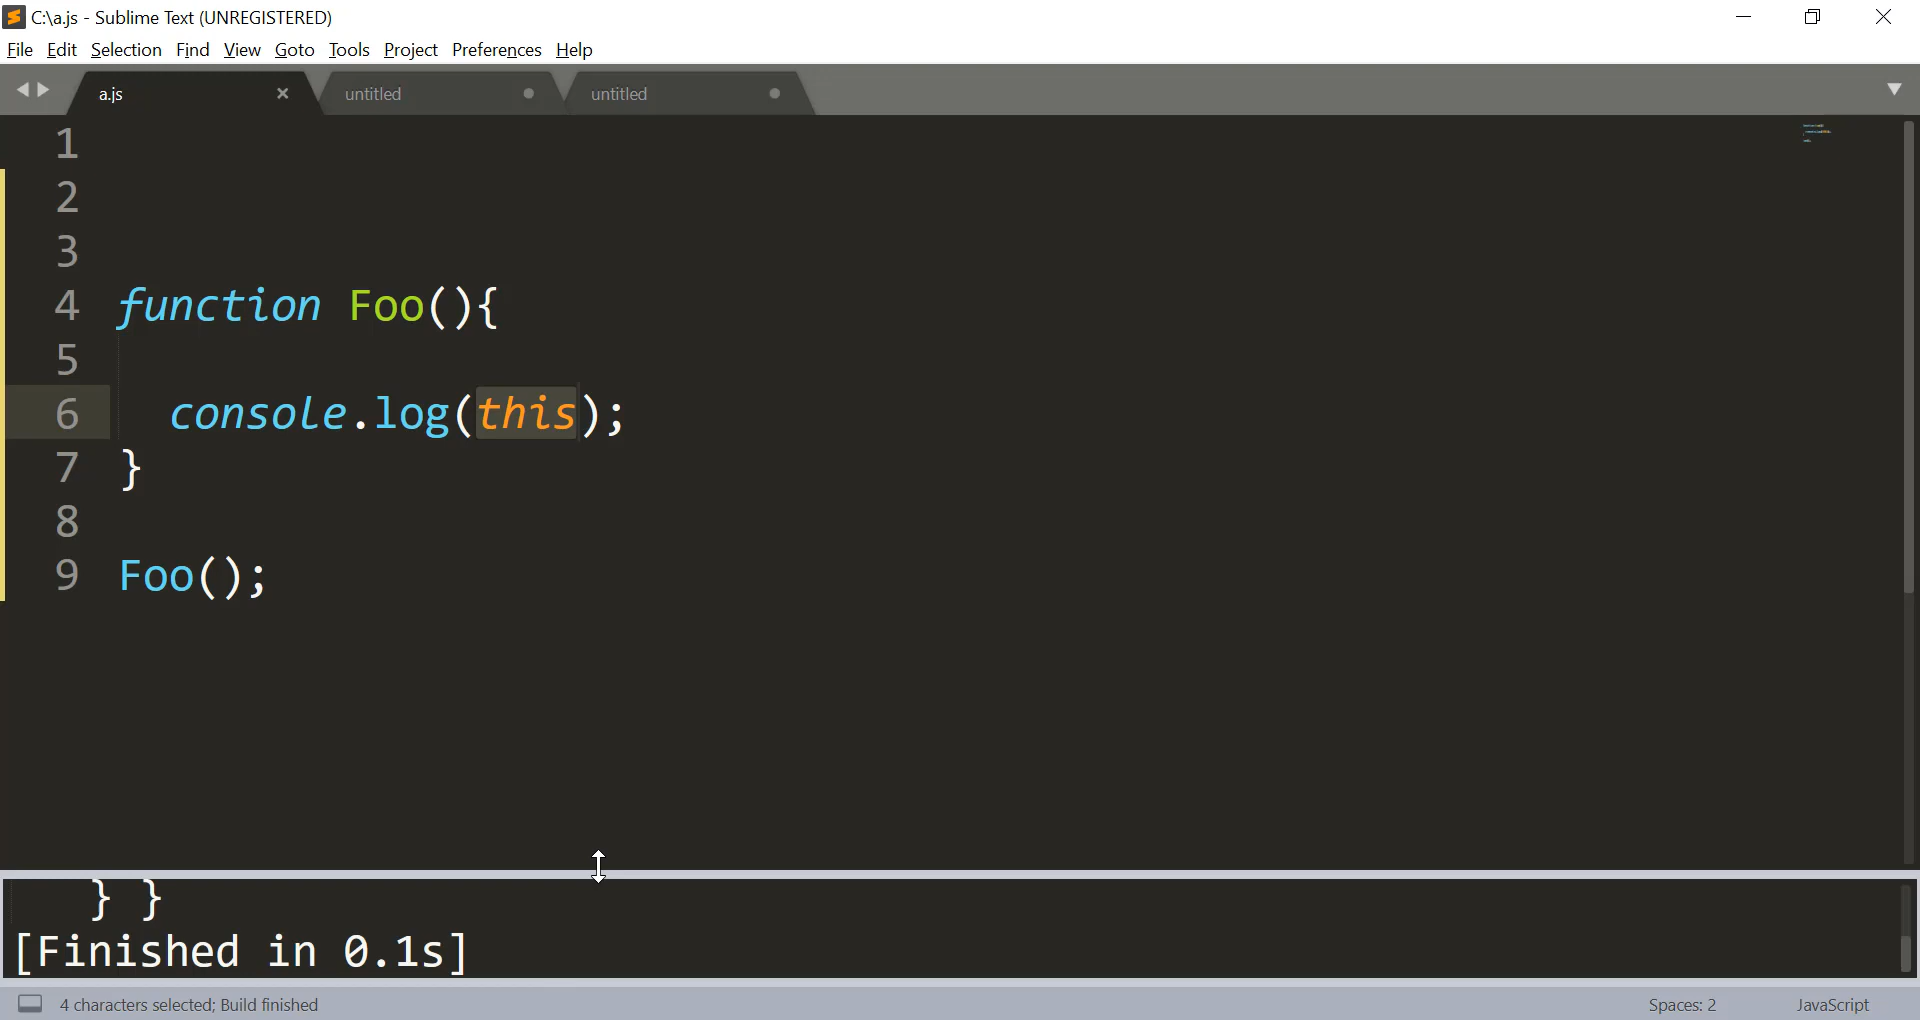 C:\a.js - Sublime Text (UNREGISTERED)
File Edit Selection Find View Goto Tools Project Preferences Help
a.js × untitled untitled
1
2
3
4 function Foo(){
5
6 console.log(this);
7 }
8
9 Foo();
} }
[Finished in 0.1s]
4 characters selected; Build finished Spaces: 2 JavaScript